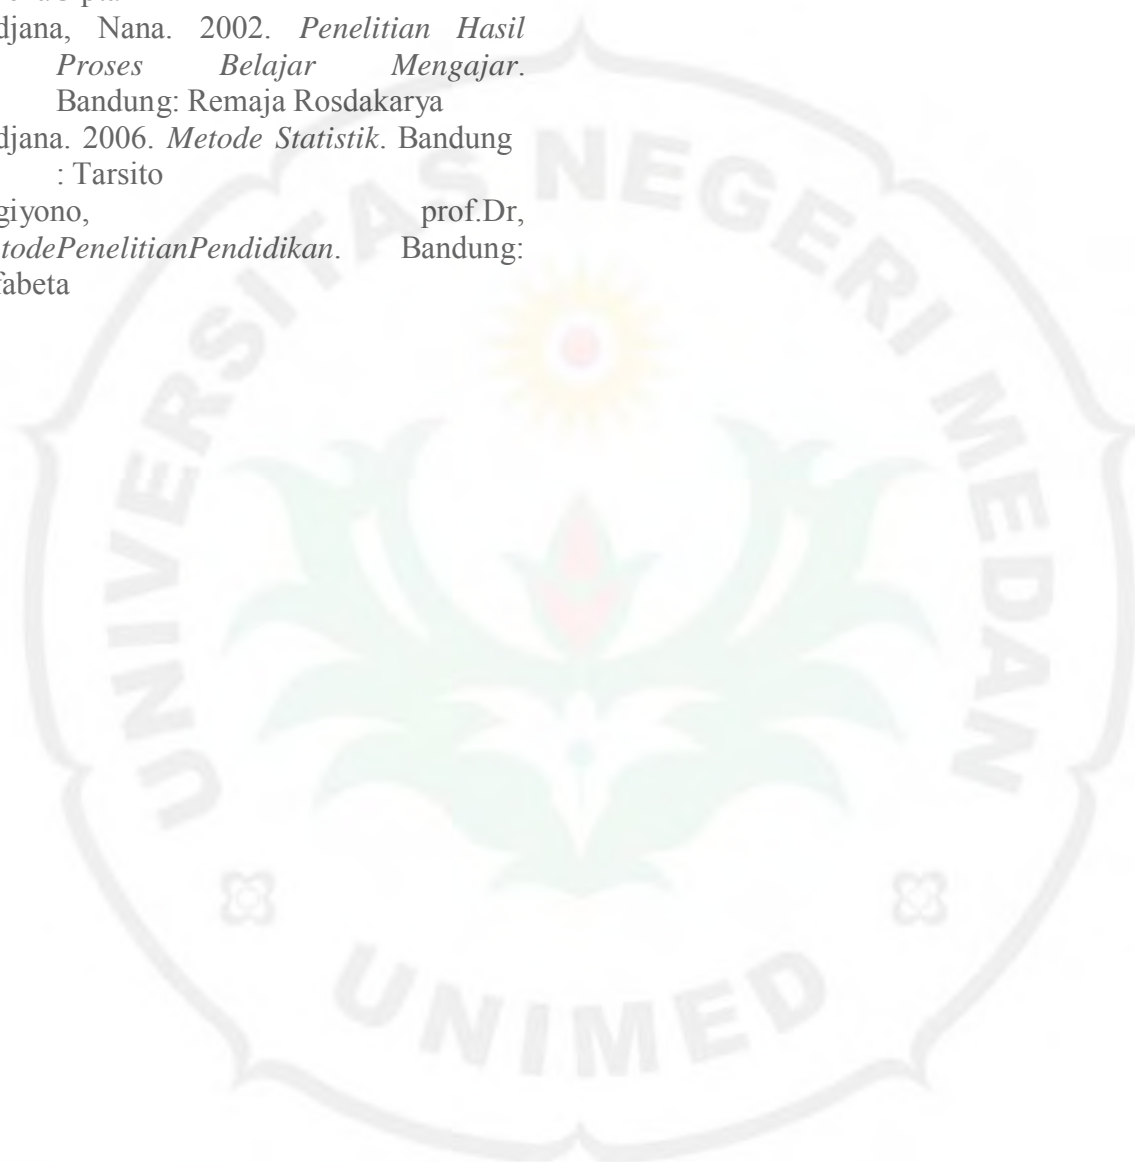 djana, Nana. 2002. Penelitian Hasil
Proses Belajar Mengajar.
Bandung: Remaja Rosdakarya
djana. 2006. Metode Statistik. Bandung
: Tarsito
giyono, prof.Dr,
todePenelitianPendidikan. Bandung:
fabeta
UNIVERSITAS NEGERI MEDAN
UNIMED